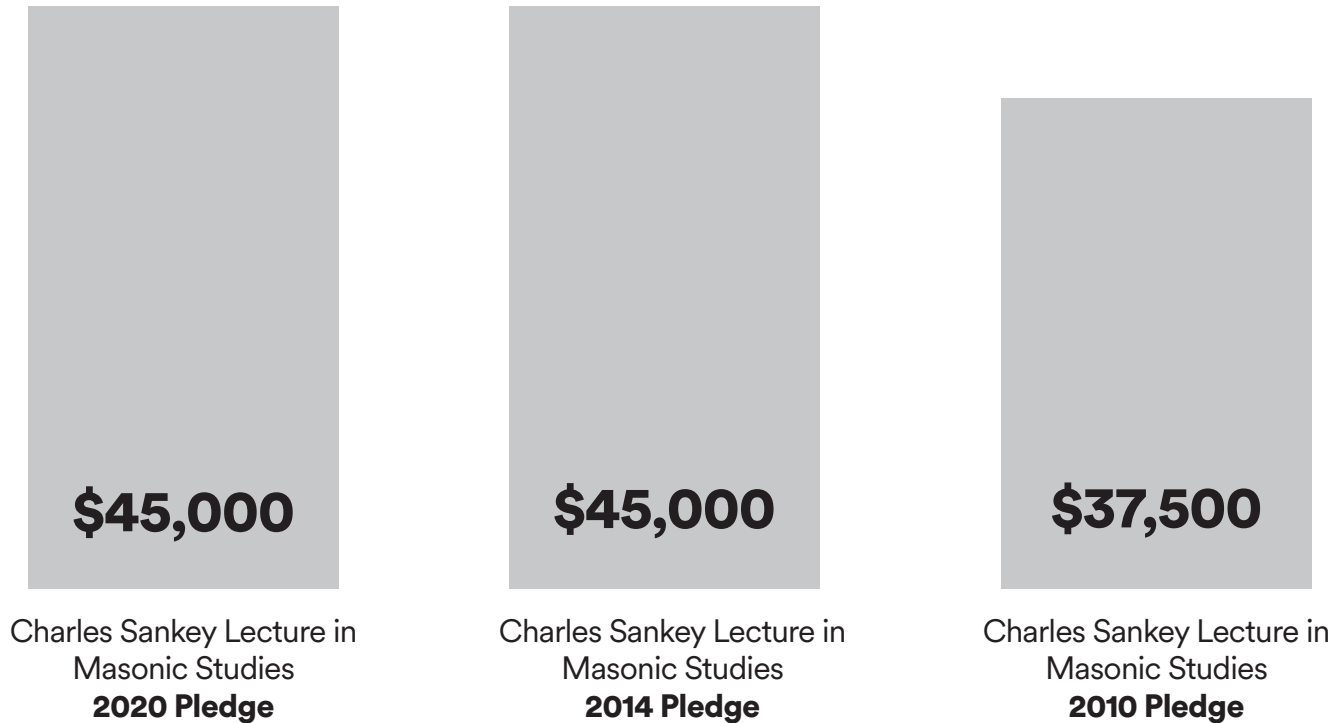 $45,000
Charles Sankey Lecture in
Masonic Studies
2020 Pledge
$45,000
Charles Sankey Lecture in
Masonic Studies
2014 Pledge
$37,500
Charles Sankey Lecture in
Masonic Studies
2010 Pledge